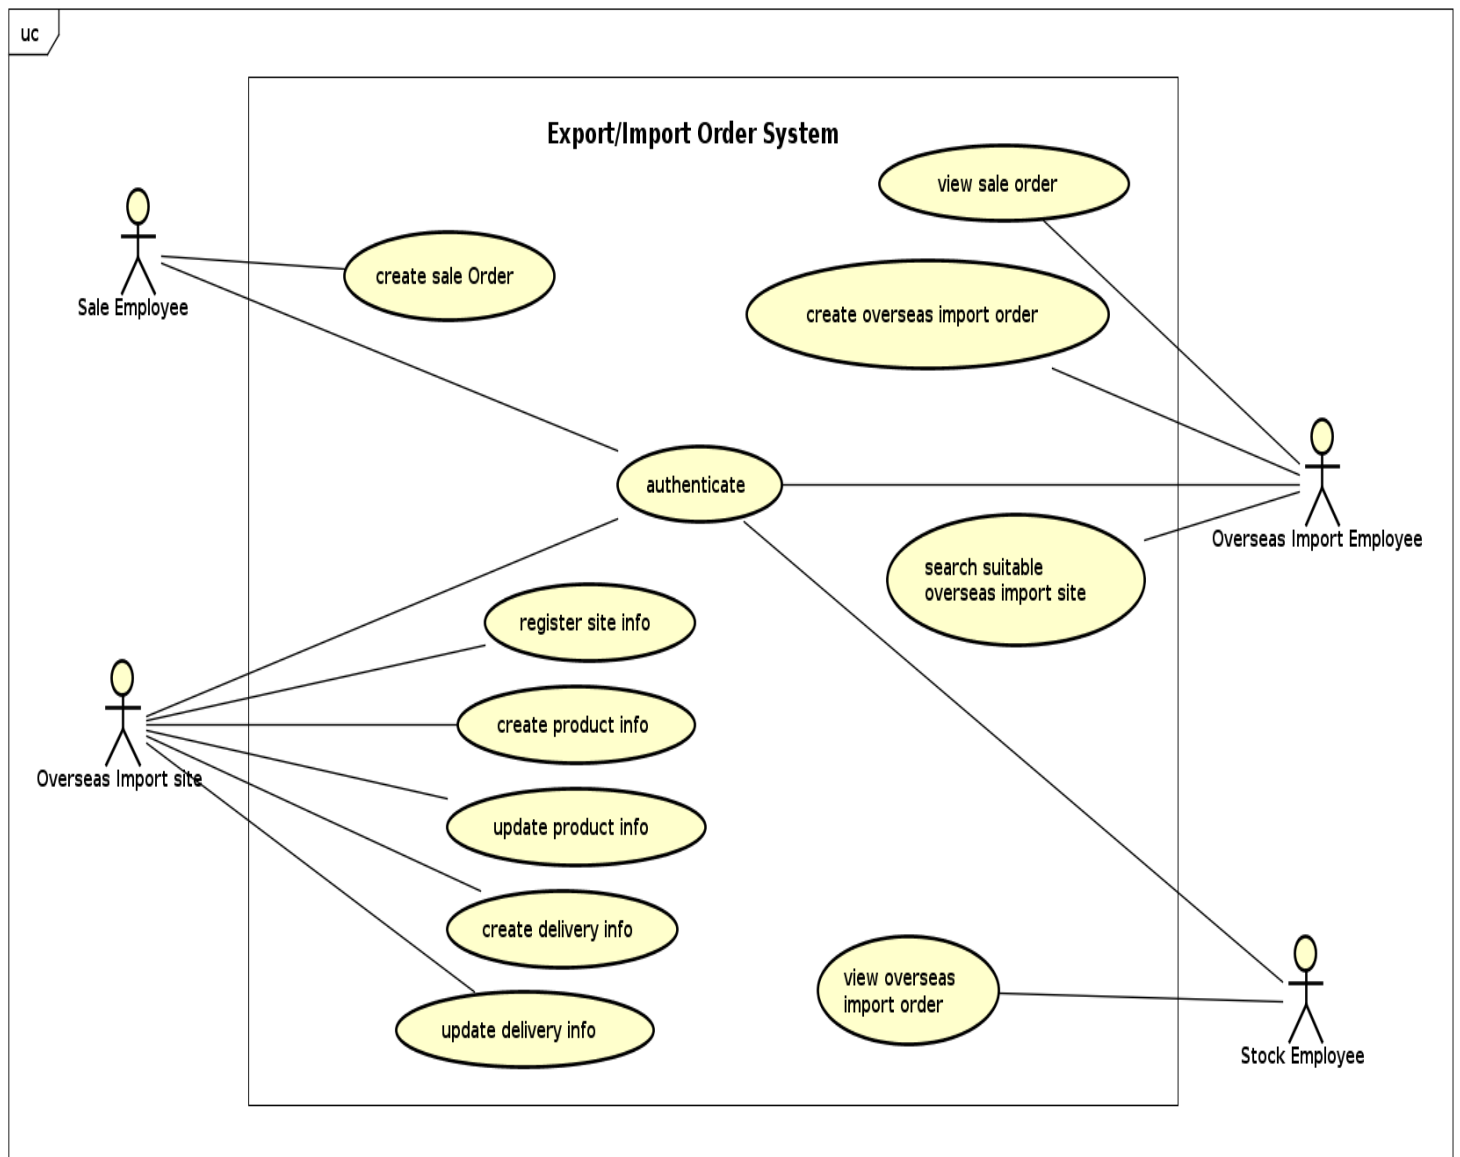 uc
Export/Import Order System
view sale order
create sale Order
Sale Employee
create overseas import order
authenticate
Overseas Import Employee
search suitable
overseas import site
register site info
create product info
Overseas Import site
update product info
create delivery info
view overseas
import order
update delivery info
Stock Employee